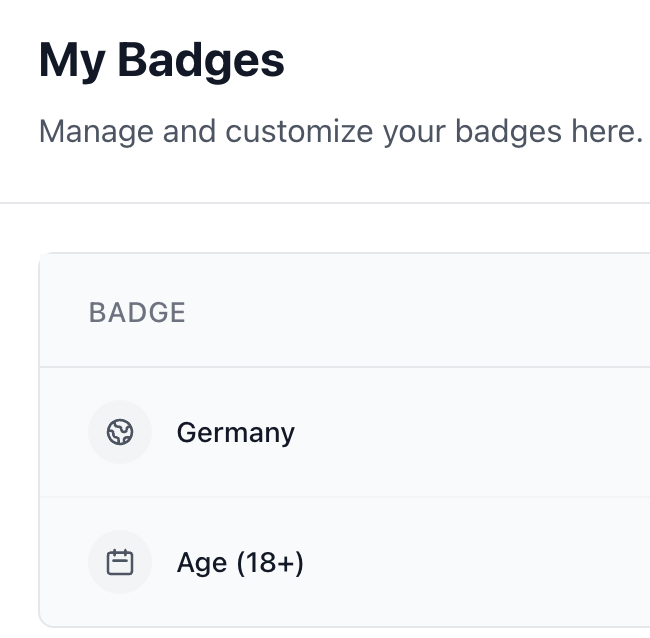 My Badges
Manage and customize your badges here.
BADGE
Germany
Age (18+)